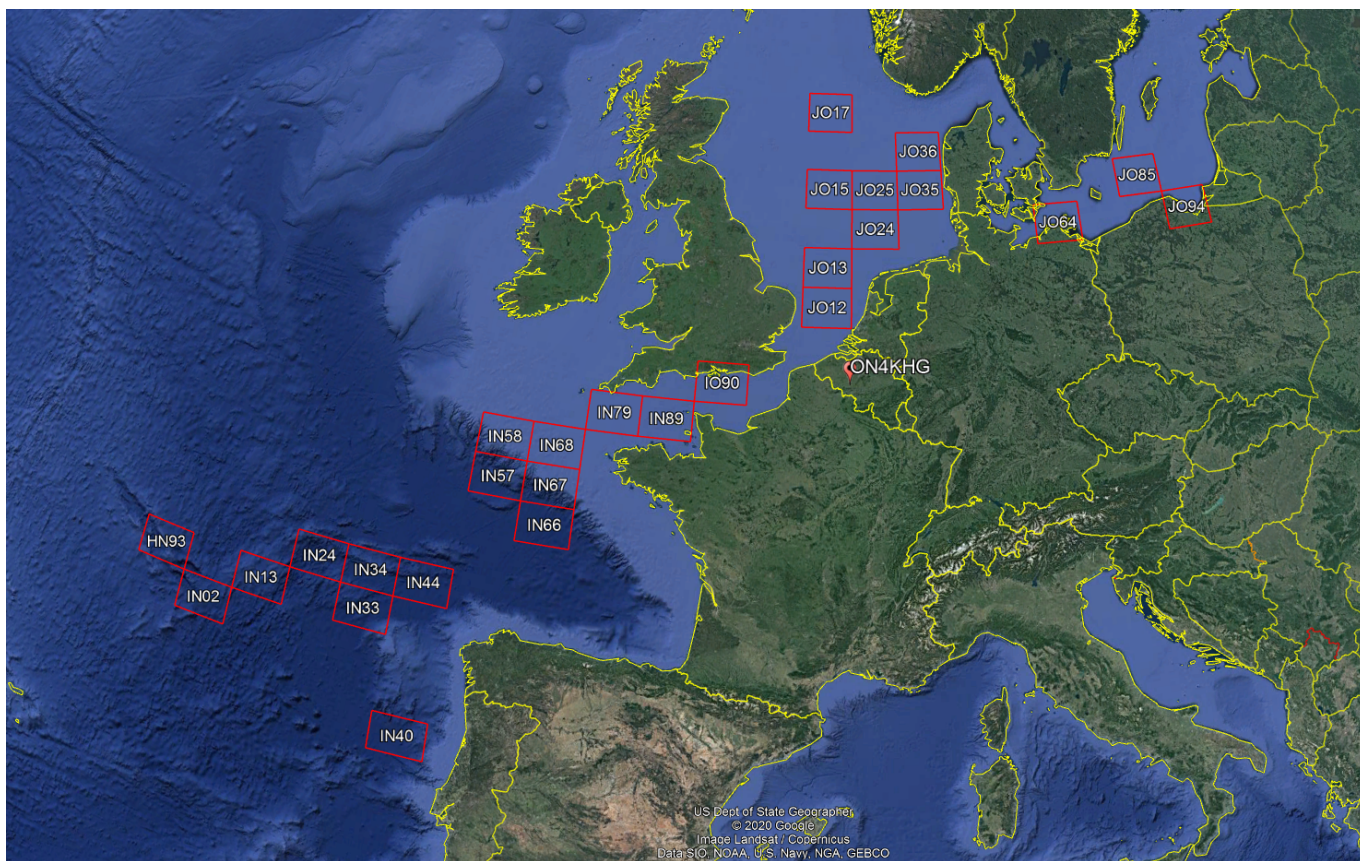 JO17
JO36
JO85
JO15
JO25
JO35
JO94
JO64
JO24
JO13
JO12
ON4KHG
IO90
IN79
IN89
IN58
IN68
IN57
IN67
IN66
HN93
IN24
IN34
IN13
IN44
IN02
IN33
IN40
US Dept of State Geographer
© 2020 Google
Image Landsat / Copernicus
Data SIO, NOAA, U.S. Navy, NGA, GEBCO